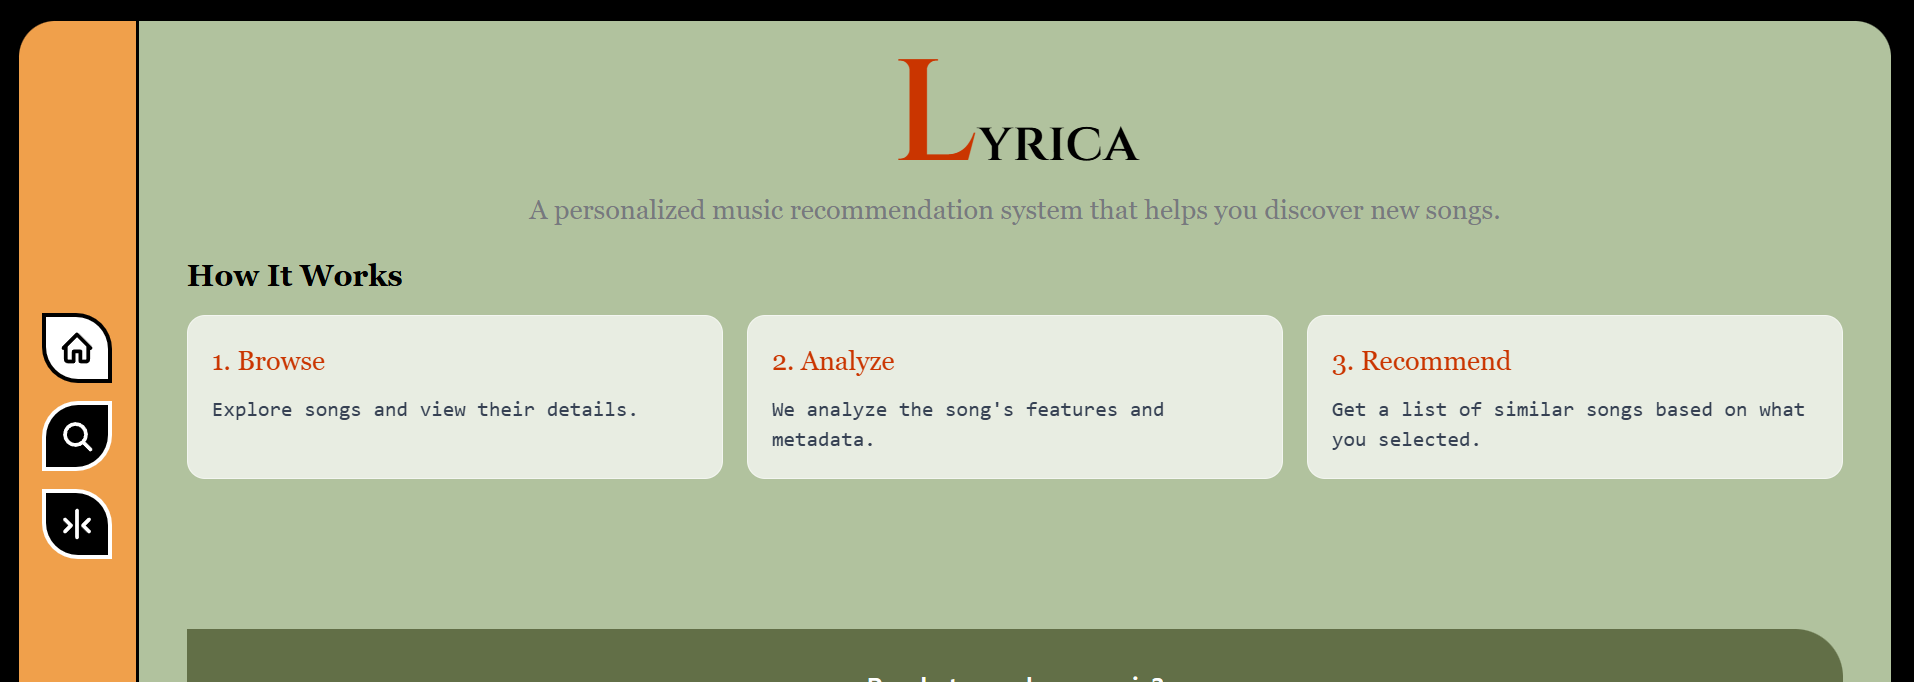 LYRICA
A personalized music recommendation system that helps you discover new songs.
How It Works
1. Browse
Explore songs and view their details.
2. Analyze
We analyze the song's features and
metadata.
3. Recommend
Get a list of similar songs based on what
you selected.